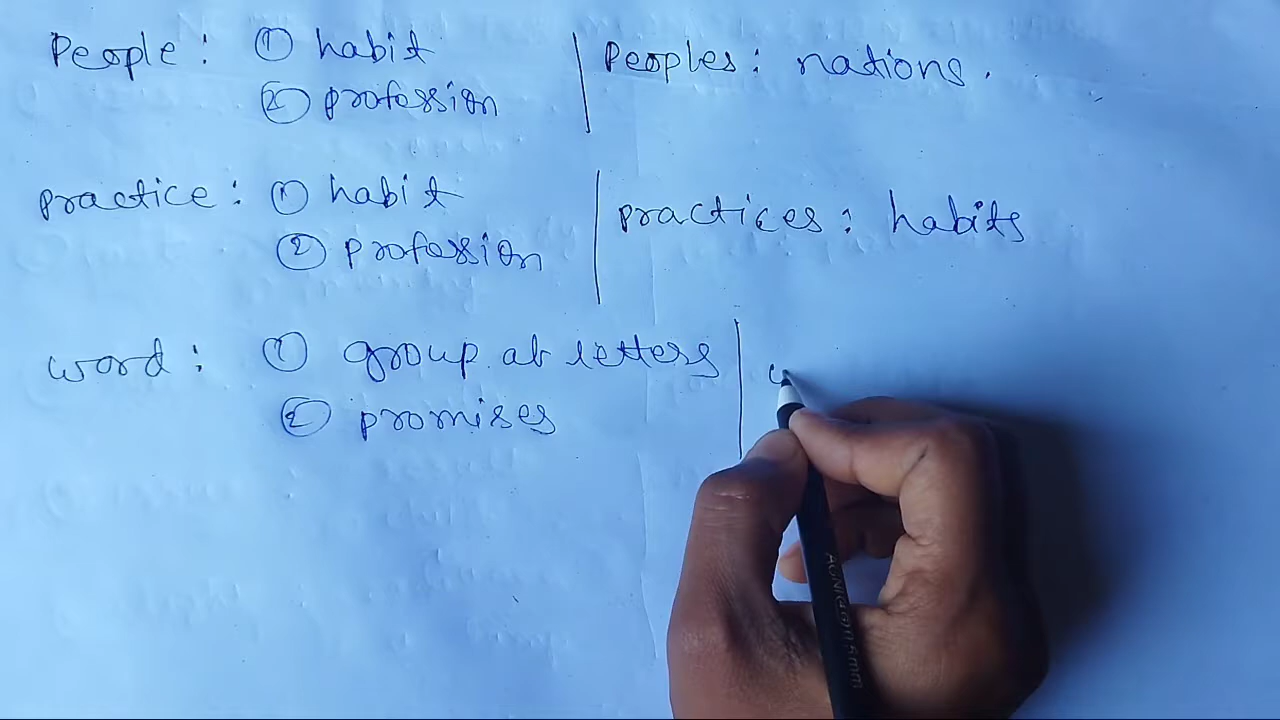 People: ① habit
② profession
Peoples: nations.
practice: ① habit
② profession
practices: habits
word: ① group of letters
② promises